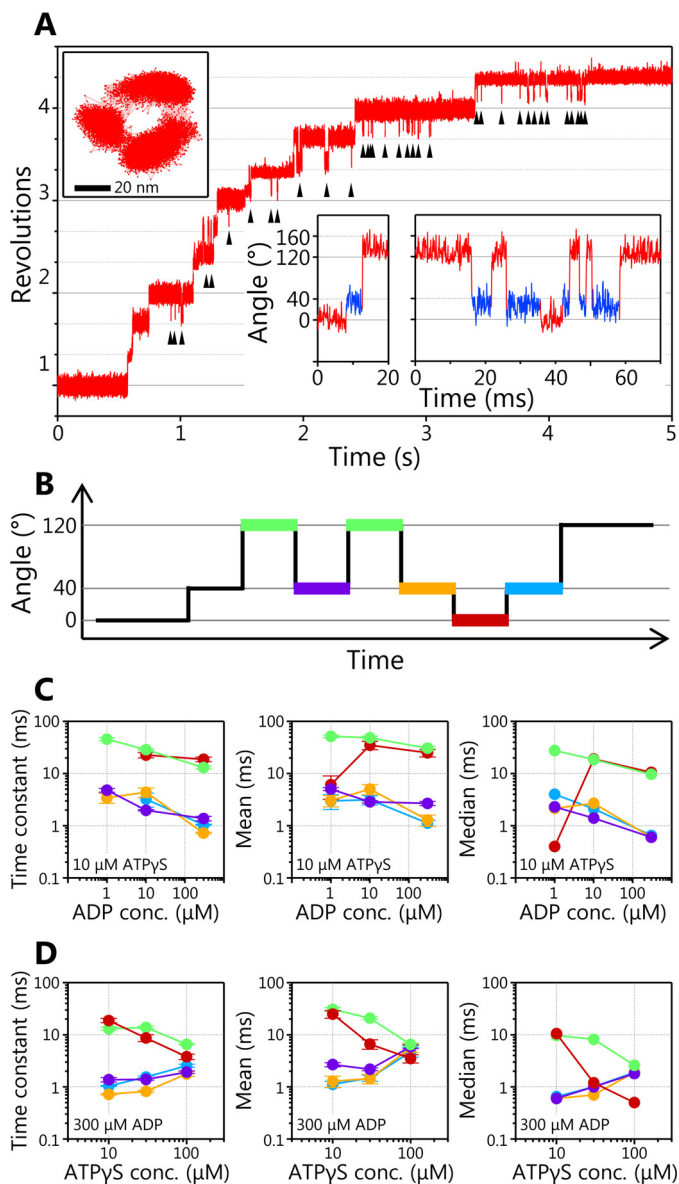 A
Revolutions
4
3
2
1
20 nm
Angle (°)
160
120
40
0
0 20
0 20 40 60
Time (ms)
0 1 2 3 4 5
Time (s)
B
Angle (°)
120
40
0
Time
C
Time constant (ms)
100
10
1
0.1
10 μM ATPγS
1 10 100
ADP conc. (μM)
Mean (ms)
100
10
1
0.1
10 μM ATPγS
1 10 100
ADP conc. (μM)
Median (ms)
100
10
1
0.1
10 μM ATPγS
1 10 100
ADP conc. (μM)
D
Time constant (ms)
100
10
1
0.1
300 μM ADP
10 100
ATPγS conc. (μM)
Mean (ms)
100
10
1
0.1
300 μM ADP
10 100
ATPγS conc. (μM)
Median (ms)
100
10
1
0.1
300 μM ADP
10 100
ATPγS conc. (μM)